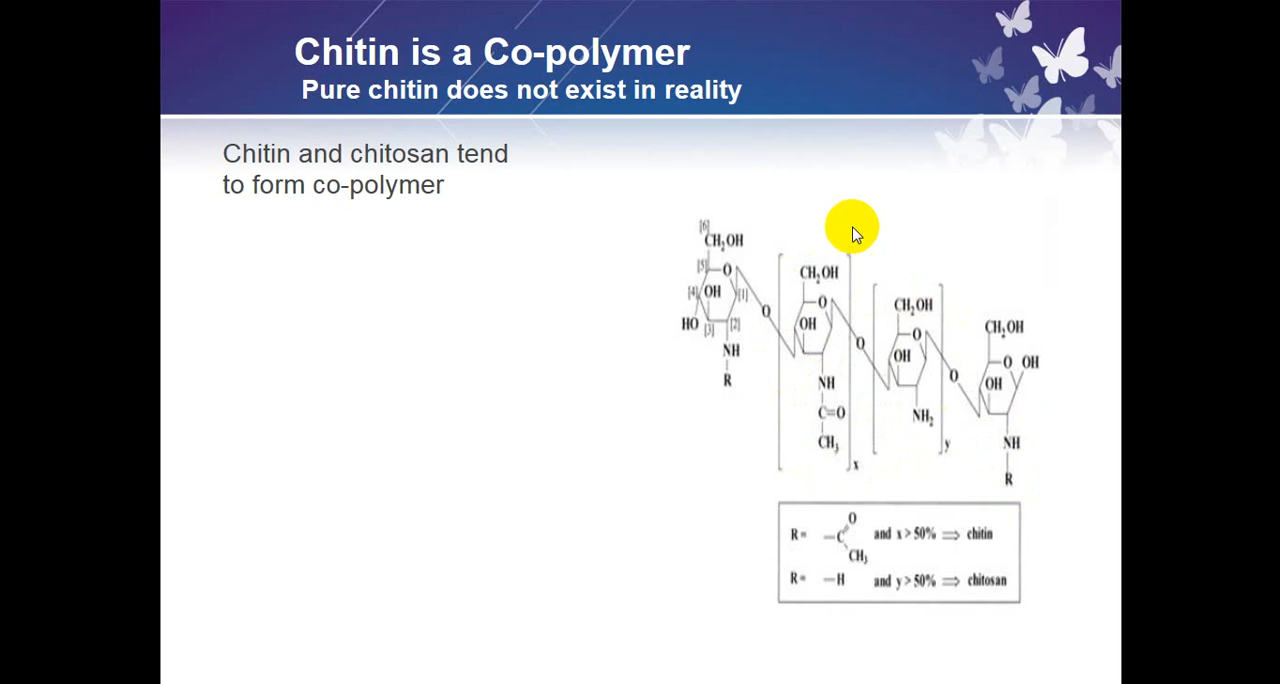 Chitin is a Co-polymer
Pure chitin does not exist in reality
Chitin and chitosan tend
to form co-polymer
[6]
CH₂OH
[5] O
[4] OH [1]
HO [3] [2]
NH
R
O
CH₂OH
O
OH
NH
C=O
CH₃
x
O
CH₂OH
O
OH
NH₂
y
O
CH₂OH
O OH
OH
NH
R
O
R= –C and x > 50% ⟹ chitin
CH₃
R= –H and y > 50% ⟹ chitosan